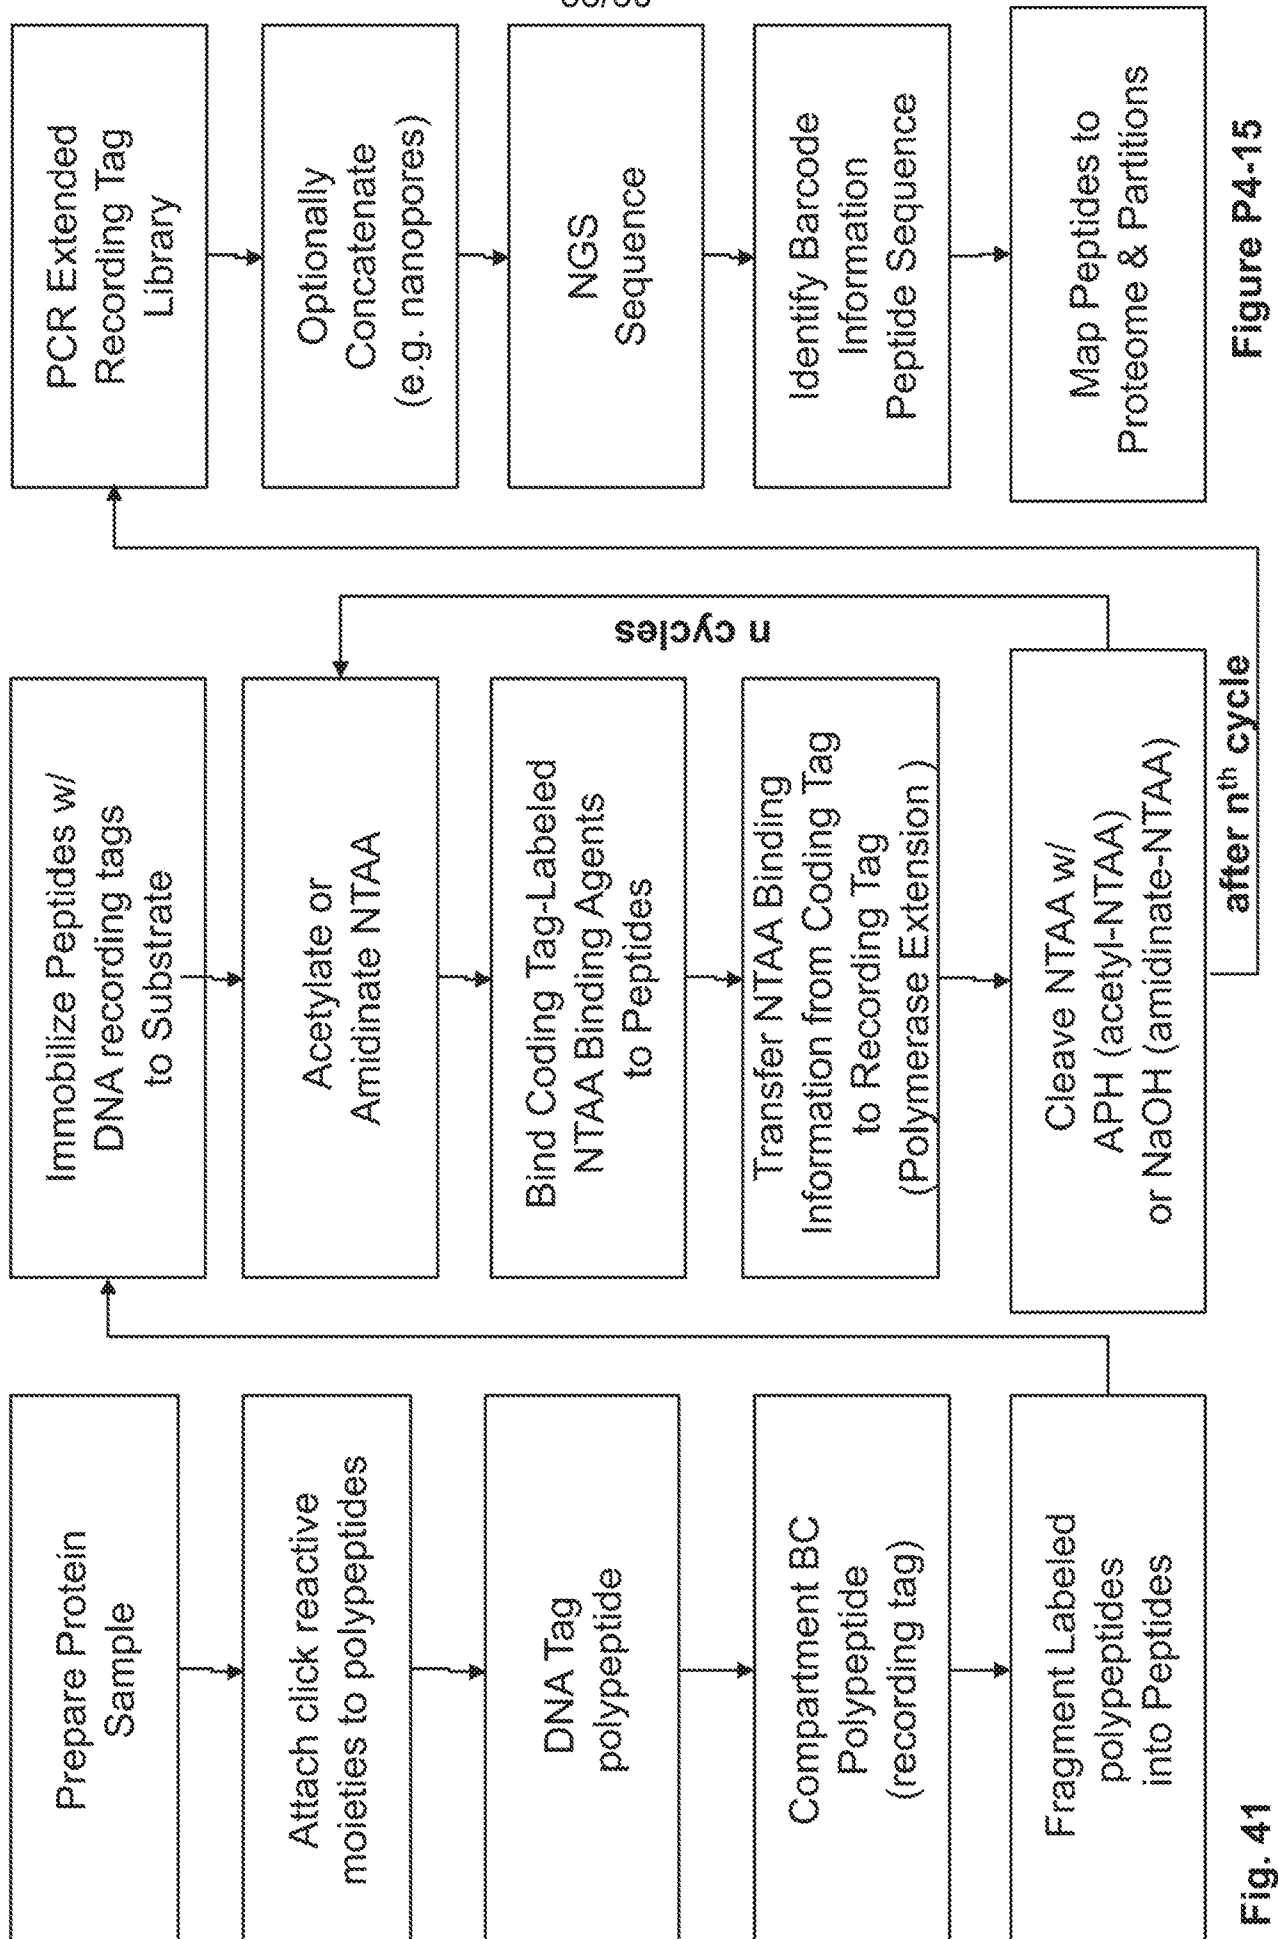 Prepare Protein
Sample
Attach click reactive
moieties to polypeptides
DNA Tag
polypeptide
Compartment BC
Polypeptide
(recording tag)
Fragment Labeled
polypeptides
into Peptides
Immobilize Peptides w/
DNA recording tags
to Substrate
Acetylate or
Amidinate NTAA
Bind Coding Tag-Labeled
NTAA Binding Agents
to Peptides
Transfer NTAA Binding
Information from Coding Tag
to Recording Tag
(Polymerase Extension )
Cleave NTAA w/
APH (acetyl-NTAA)
or NaOH (amidinate-NTAA)
n cycles
after nth cycle
PCR Extended
Recording Tag
Library
Optionally
Concatenate
(e.g. nanopores)
NGS
Sequence
Identify Barcode
Information
Peptide Sequence
Map Peptides to
Proteome & Partitions
Fig. 41
Figure P4-15